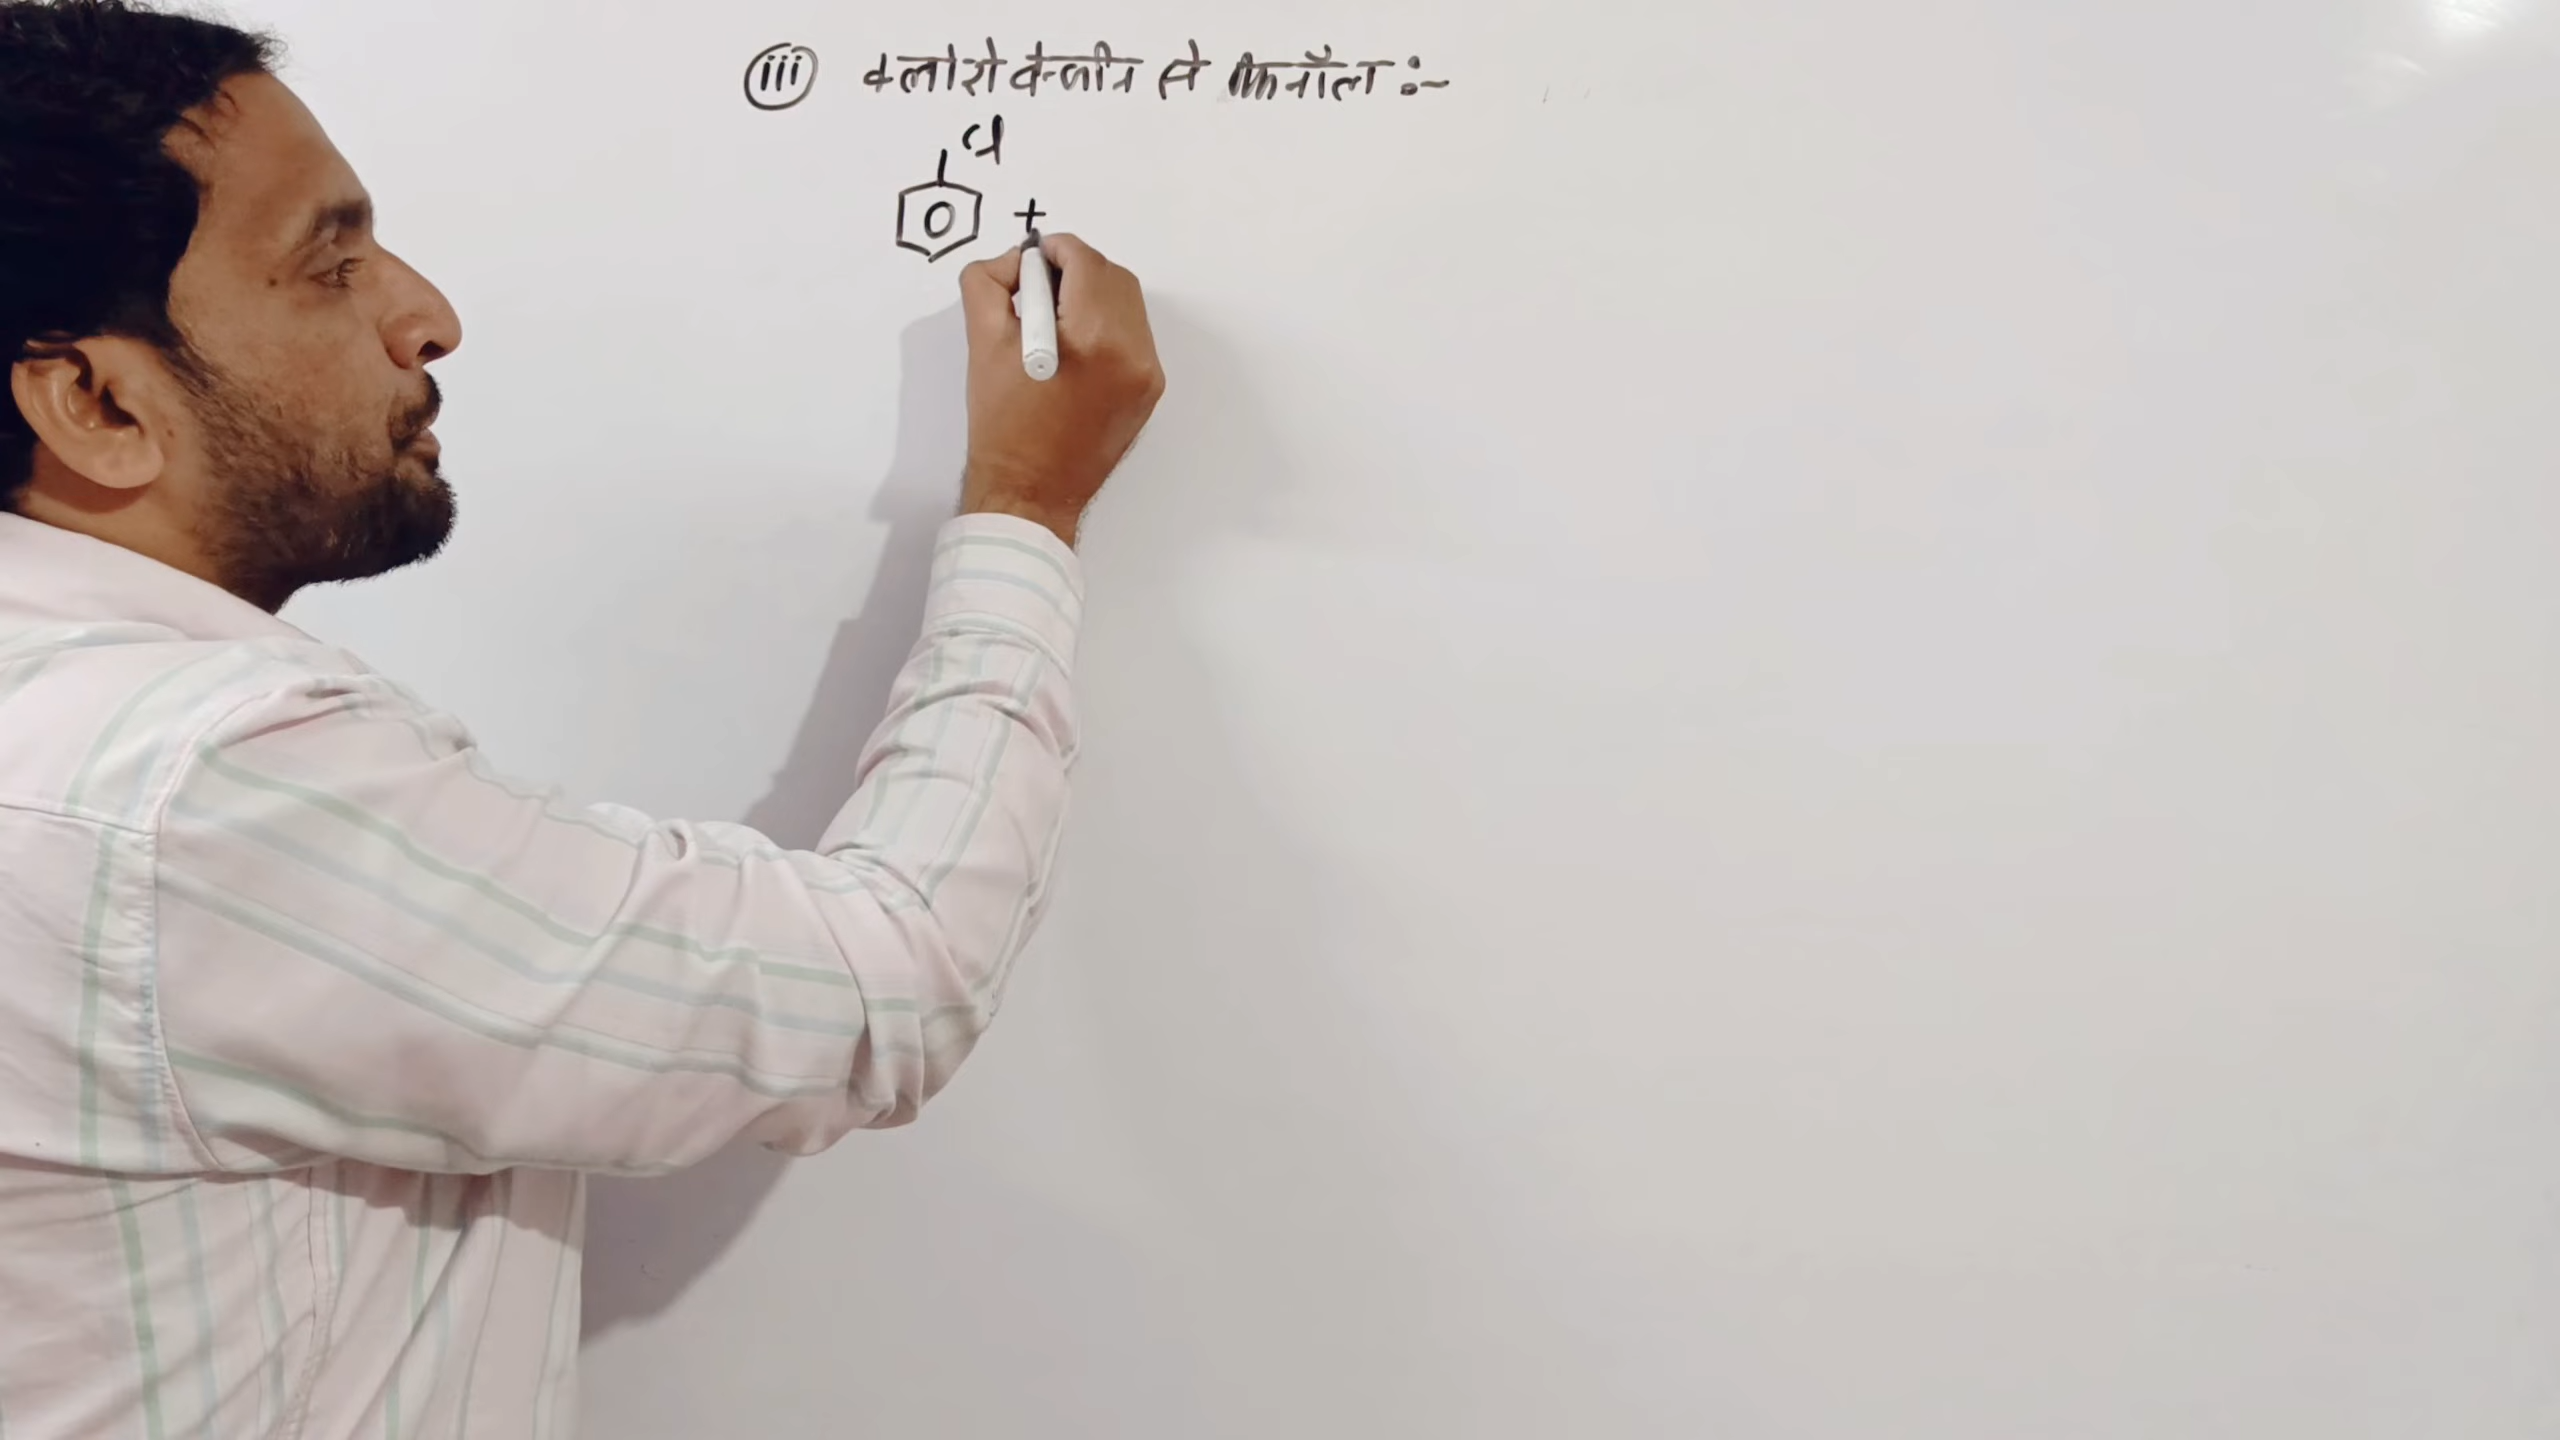 (iii) क्लोरो बेन्जीन से फिनॉल :-
Cl
+